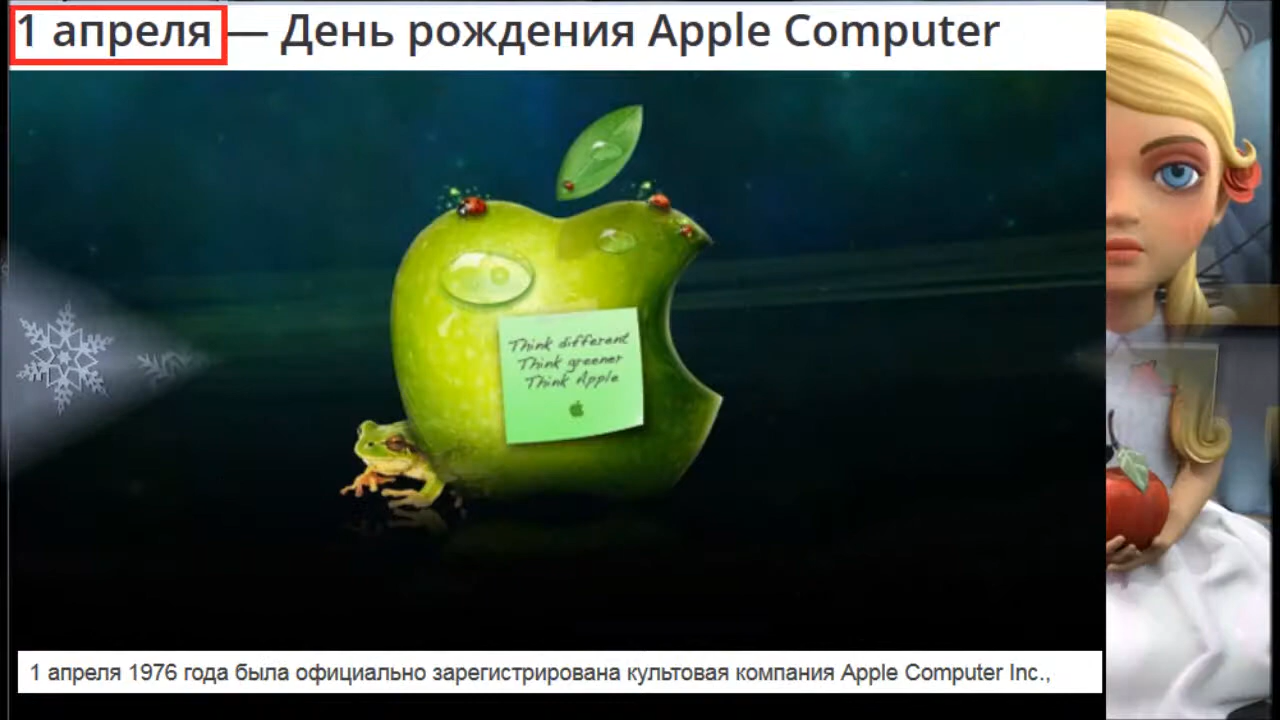 1 апреля — День рождения Apple Computer
Think different
Think greener
Think Apple
1 апреля 1976 года была официально зарегистрирована культовая компания Apple Computer Inc.,